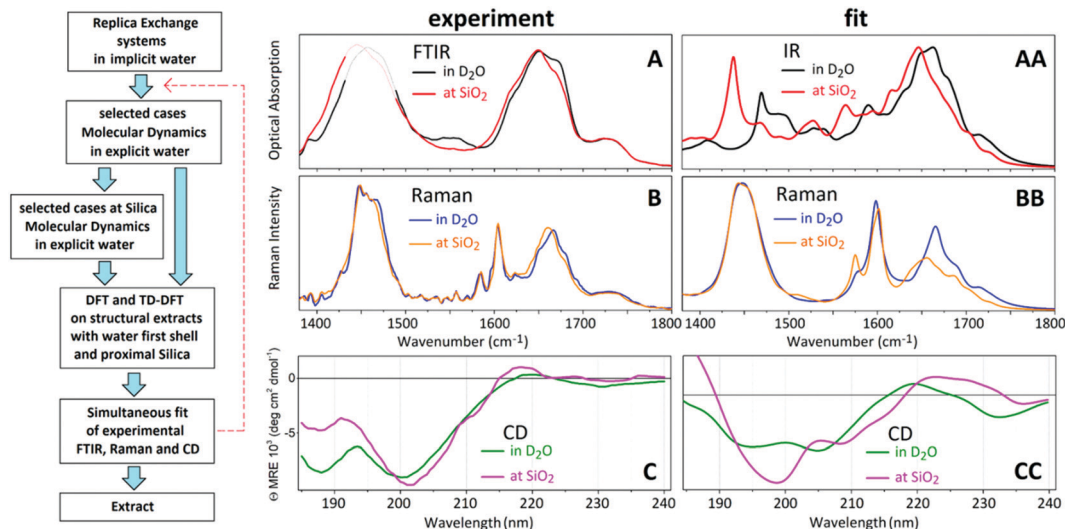 experiment
fit
Replica Exchange
systems
in implicit water
selected cases
Molecular Dynamics
in explicit water
selected cases at Silica
Molecular Dynamics
in explicit water
DFT and TD-DFT
on structural extracts
with water first shell
and proximal Silica
Simultaneous fit
of experimental
FTIR, Raman and CD
Extract
Optical Absorption
FTIR
in D₂O
at SiO₂
A
IR
in D₂O
at SiO₂
AA
Raman Intensity
Raman
in D₂O
at SiO₂
B
Raman
in D₂O
at SiO₂
BB
1400 1500 1600 1700 1800
Wavenumber (cm⁻¹)
1400 1500 1600 1700 1800
Wavenumber (cm⁻¹)
Θ MRE 10³ (deg cm² dmol⁻¹)
0
-5
CD
in D₂O
at SiO₂
C
CD
in D₂O
at SiO₂
CC
190 200 210 220 230 240
Wavelength (nm)
190 200 210 220 230 240
Wavelength (nm)